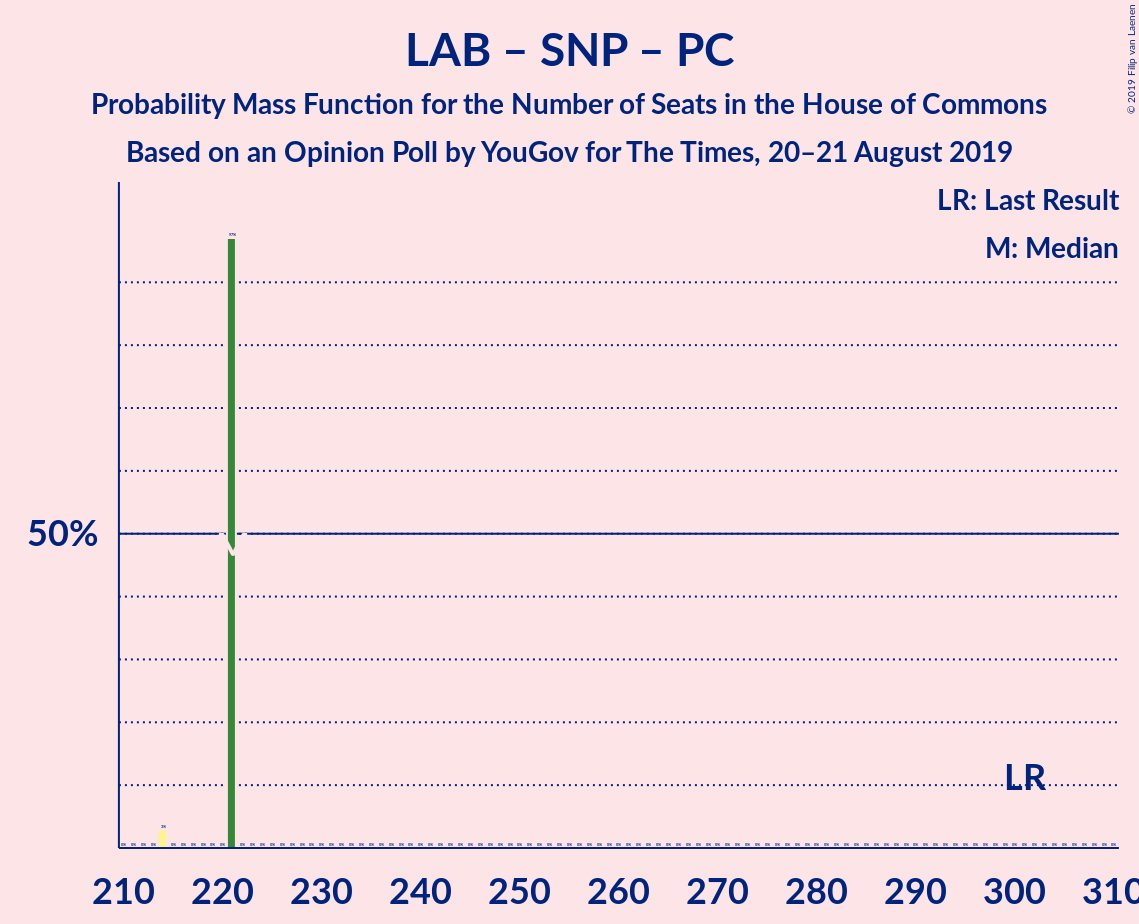 LAB – SNP – PC
Probability Mass Function for the Number of Seats in the House of Commons
Based on an Opinion Poll by YouGov for The Times, 20–21 August 2019
© 2019 Filip van Laenen
LR: Last Result
M: Median
97%
50%
LR
3%
210 220 230 240 250 260 270 280 290 300 310